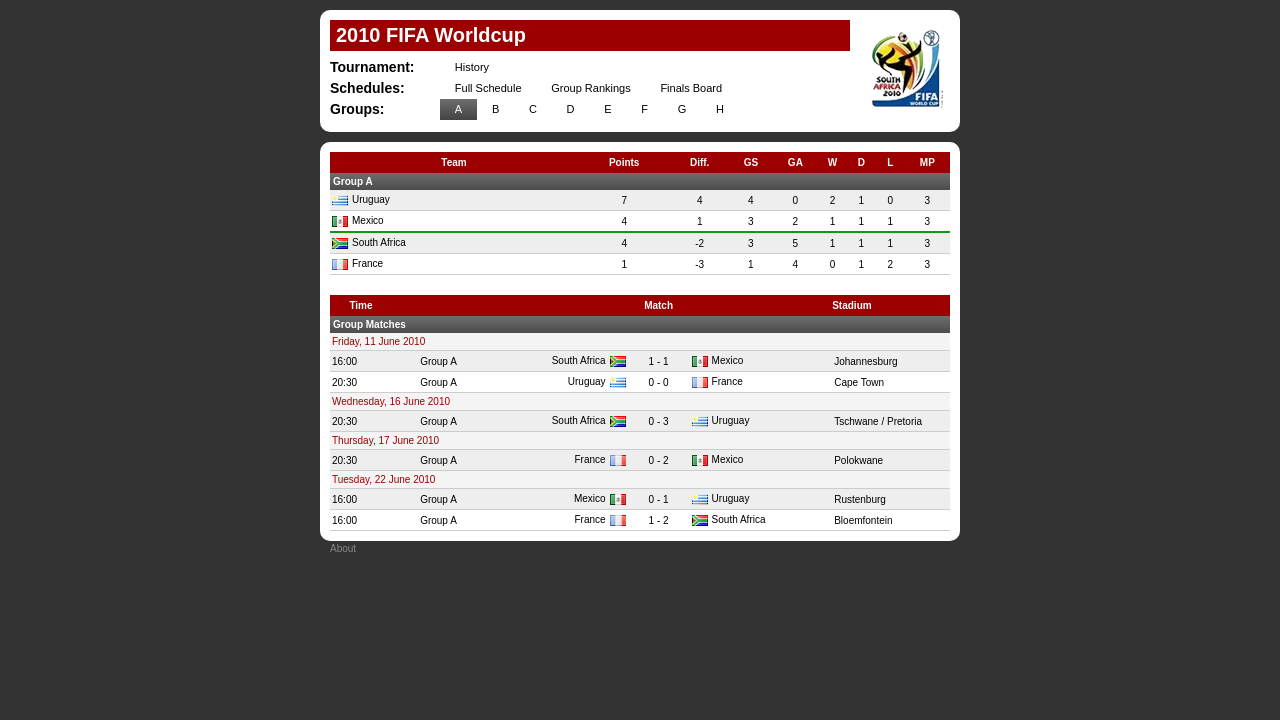 2010 FIFA Worldcup
Tournament: History
Schedules: Full Schedule Group Rankings Finals Board
Groups: A B C D E F G H
SOUTH AFRICA 2010
FIFA
WORLD CUP
Team Points Diff. GS GA W D L MP
Group A
Uruguay 7 4 4 0 2 1 0 3
Mexico 4 1 3 2 1 1 1 3
South Africa 4 -2 3 5 1 1 1 3
France 1 -3 1 4 0 1 2 3
Time Match Stadium
Group Matches
Friday, 11 June 2010
16:00 Group A South Africa 1 - 1 Mexico Johannesburg
20:30 Group A Uruguay 0 - 0 France Cape Town
Wednesday, 16 June 2010
20:30 Group A South Africa 0 - 3 Uruguay Tschwane / Pretoria
Thursday, 17 June 2010
20:30 Group A France 0 - 2 Mexico Polokwane
Tuesday, 22 June 2010
16:00 Group A Mexico 0 - 1 Uruguay Rustenburg
16:00 Group A France 1 - 2 South Africa Bloemfontein
About